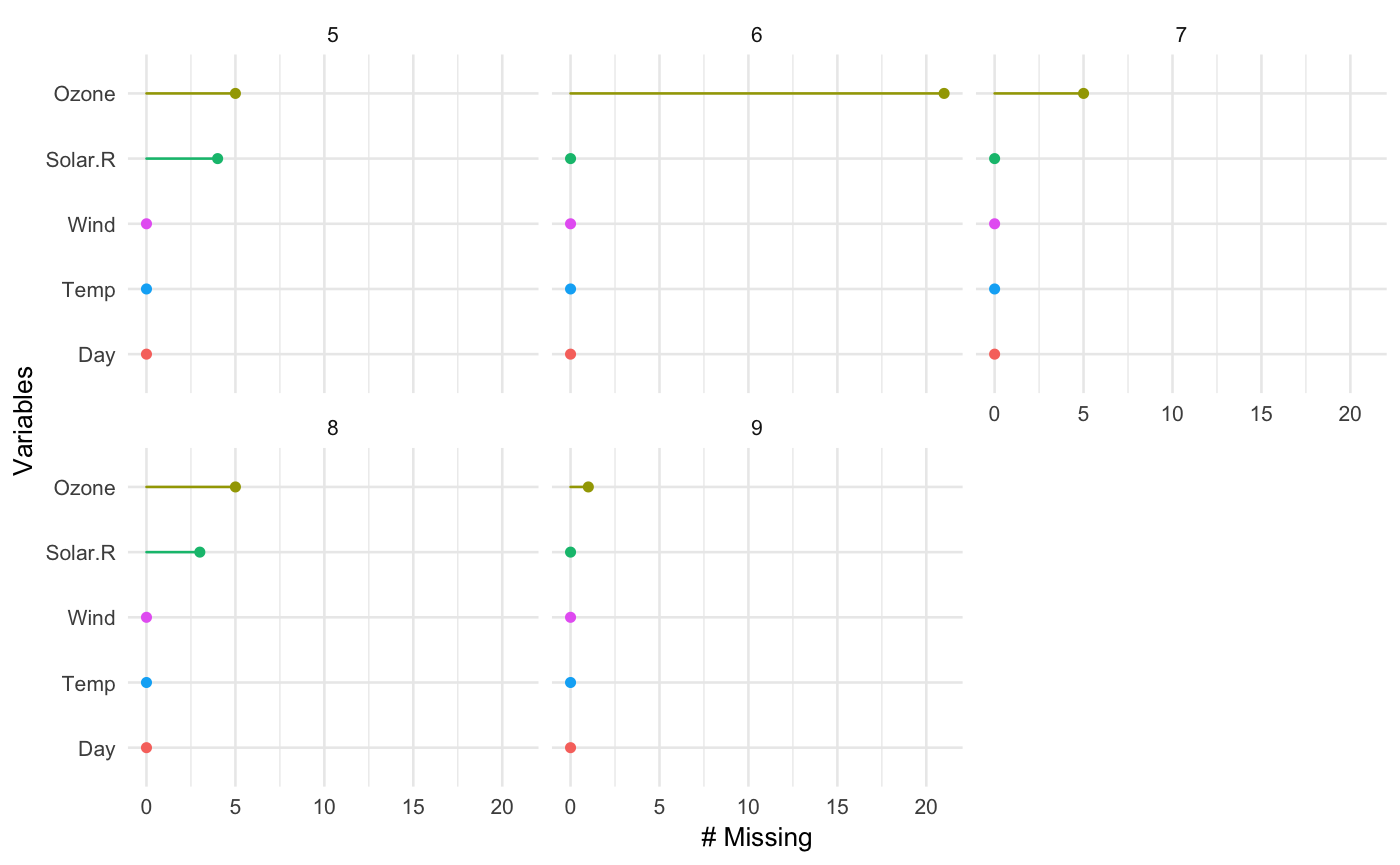 5 6 7
Ozone
Solar.R
Wind
Temp
Day
0 5 10 15 20
8 9
Variables
Ozone
Solar.R
Wind
Temp
Day
0 5 10 15 20 0 5 10 15 20
# Missing